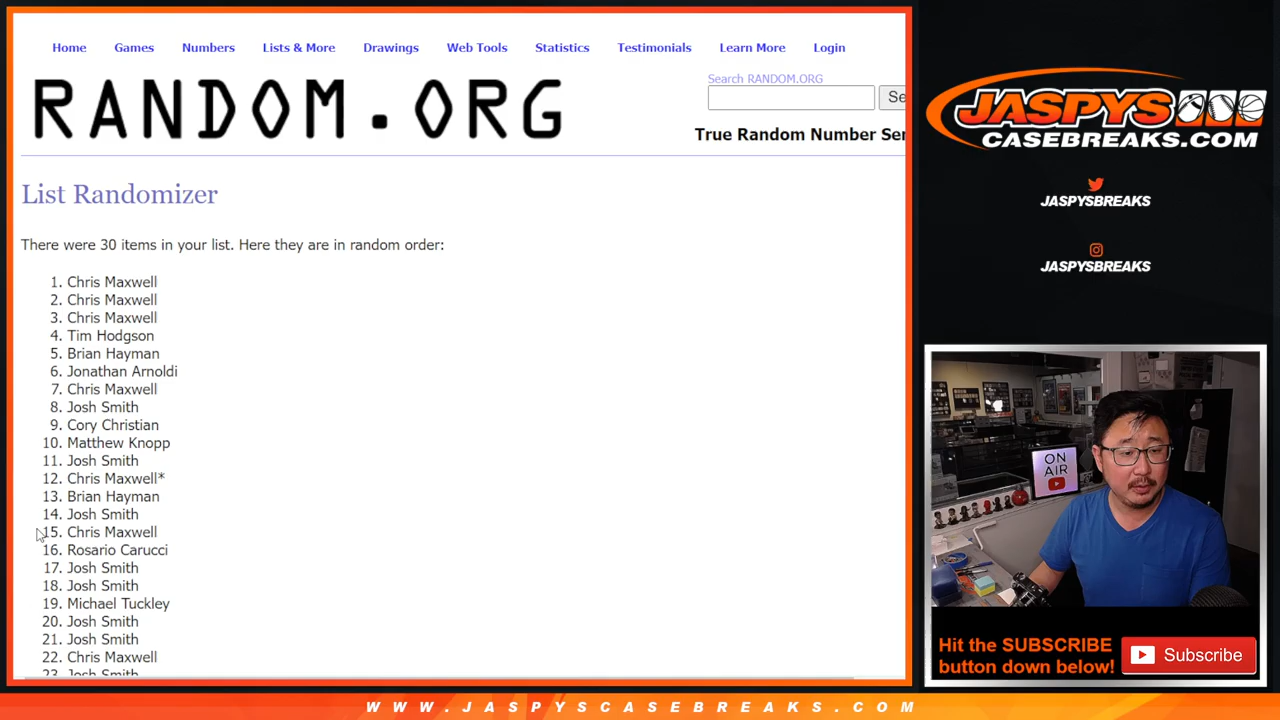 Home Games Numbers Lists & More Drawings Web Tools Statistics Testimonials Learn More Login
RANDOM.ORG
Search RANDOM.ORG
Se
True Random Number Ser
List Randomizer
There were 30 items in your list. Here they are in random order:
1. Chris Maxwell
2. Chris Maxwell
3. Chris Maxwell
4. Tim Hodgson
5. Brian Hayman
6. Jonathan Arnoldi
7. Chris Maxwell
8. Josh Smith
9. Cory Christian
10. Matthew Knopp
11. Josh Smith
12. Chris Maxwell*
13. Brian Hayman
14. Josh Smith
15. Chris Maxwell
16. Rosario Carucci
17. Josh Smith
18. Josh Smith
19. Michael Tuckley
20. Josh Smith
21. Josh Smith
22. Chris Maxwell
23. Josh Smith
JASPYS
CASEBREAKS.COM
JASPYSBREAKS
JASPYSBREAKS
ON
AIR
Hit the SUBSCRIBE
button down below!
Subscribe
WWW.JASPYSCASEBREAKS.COM